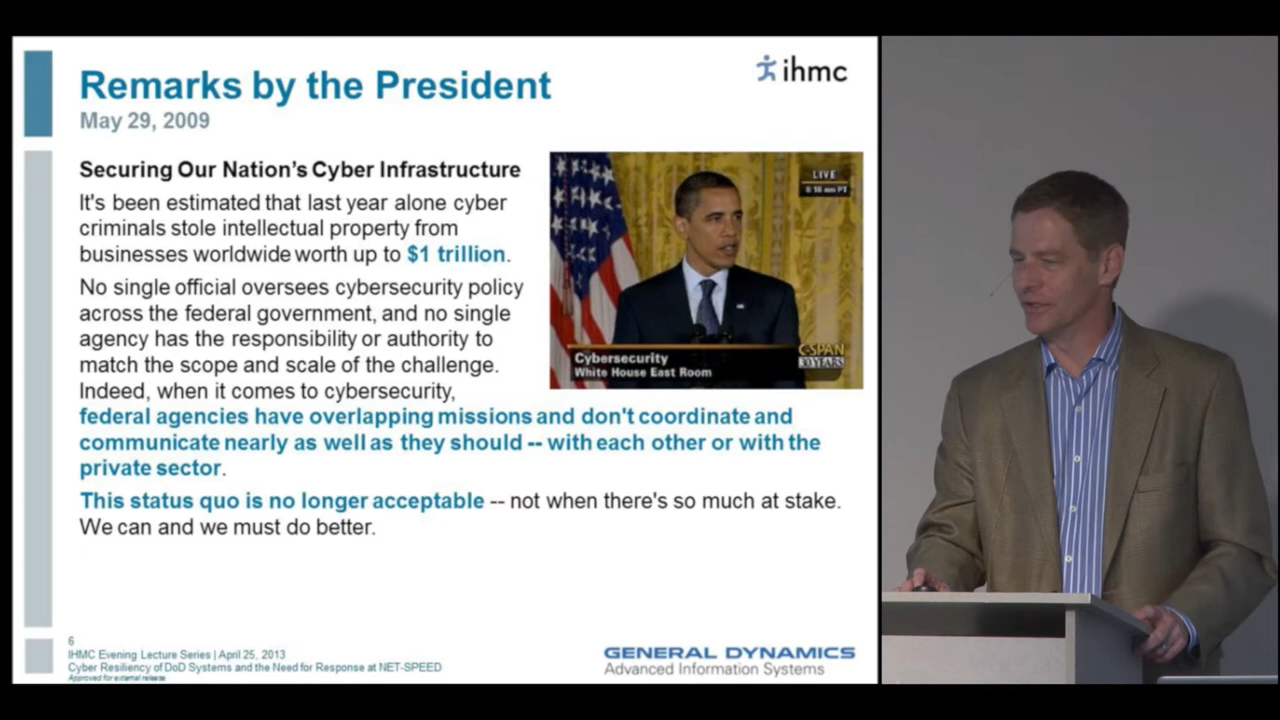 Remarks by the President
May 29, 2009
ihmc
Securing Our Nation's Cyber Infrastructure
It's been estimated that last year alone cyber
criminals stole intellectual property from
businesses worldwide worth up to $1 trillion.
No single official oversees cybersecurity policy
across the federal government, and no single
agency has the responsibility or authority to
match the scope and scale of the challenge.
Indeed, when it comes to cybersecurity,
federal agencies have overlapping missions and don't coordinate and
communicate nearly as well as they should -- with each other or with the
private sector.
This status quo is no longer acceptable -- not when there's so much at stake.
We can and we must do better.
LIVE
8:18 am PT
Cybersecurity
White House East Room
C-SPAN
30 YEARS
6
IHMC Evening Lecture Series | April 25, 2013
Cyber Resiliency of DoD Systems and the Need for Response at NET-SPEED
Approved for external release
GENERAL DYNAMICS
Advanced Information Systems